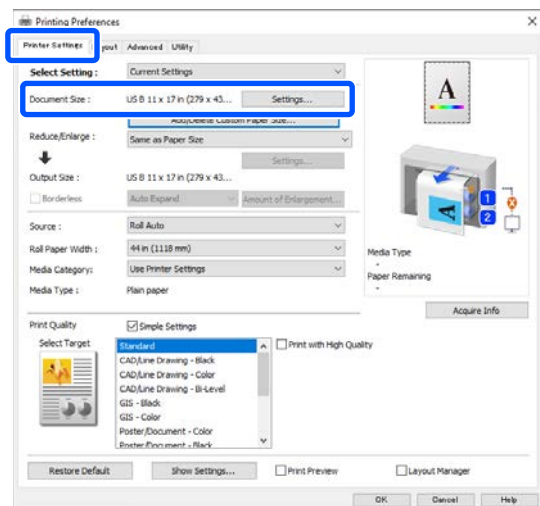 Printing Preferences
Printer Settings yout Advanced Utility
Select Setting : Current Settings
Document Size : US B 11 x 17 in (279 x 43... Settings...
Add/Delete Custom Paper Size...
Reduce/Enlarge : Same as Paper Size
Settings...
Output Size : US B 11 x 17 in (279 x 43...
Borderless Auto Expand Amount of Enlargement...
Source : Roll Auto
Roll Paper Width : 44 in (1118 mm)
Media Category: Use Printer Settings
Media Type : Plain paper
A
1
2
Media Type
-
Paper Remaining
-
Acquire Info
Print Quality Simple Settings
Select Target Standard Print with High Quality
CAD/Line Drawing - Black
CAD/Line Drawing - Color
CAD/Line Drawing - Bi-Level
GIS - Black
GIS - Color
Poster/Document - Color
Poster/Document - Black
Restore Default Show Settings... Print Preview Layout Manager
OK Cancel Help